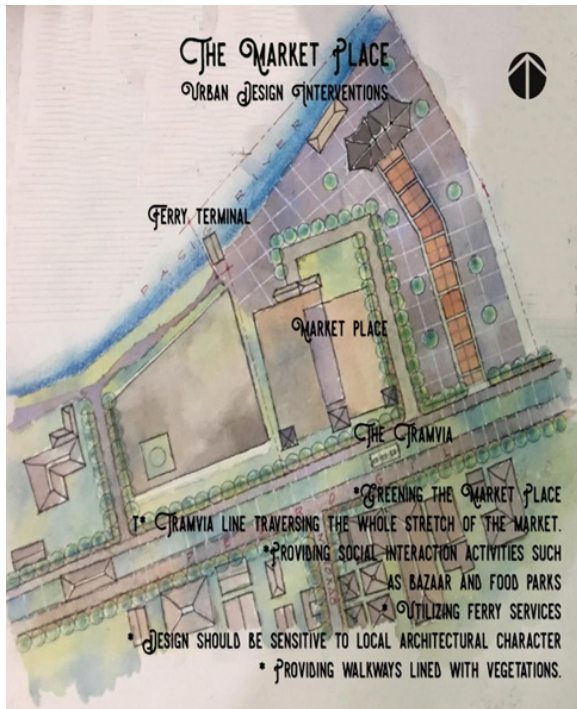 The Market Place
Urban Design Interventions
Ferry terminal
Market place
The Tramvia
*Greening the Market Place
T* Tramvia line traversing the whole stretch of the market.
*Providing social interaction activities such
as bazaar and food parks
* Utilizing ferry services
* Design should be sensitive to local architectural character
* Providing walkways lined with vegetations.